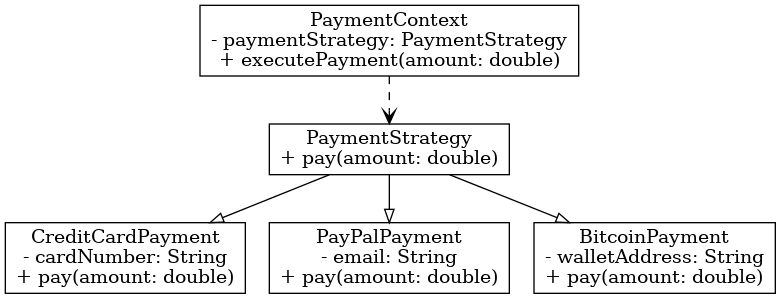 PaymentContext
- paymentStrategy: PaymentStrategy
+ executePayment(amount: double)
PaymentStrategy
+ pay(amount: double)
CreditCardPayment
- cardNumber: String
+ pay(amount: double)
PayPalPayment
- email: String
+ pay(amount: double)
BitcoinPayment
- walletAddress: String
+ pay(amount: double)